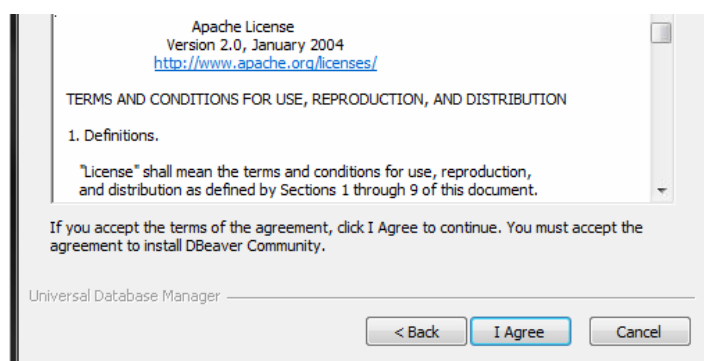 Apache License
Version 2.0, January 2004
http://www.apache.org/licenses/
TERMS AND CONDITIONS FOR USE, REPRODUCTION, AND DISTRIBUTION
1. Definitions.
"License" shall mean the terms and conditions for use, reproduction,
and distribution as defined by Sections 1 through 9 of this document.
If you accept the terms of the agreement, click I Agree to continue. You must accept the
agreement to install DBeaver Community.
Universal Database Manager
< Back I Agree Cancel